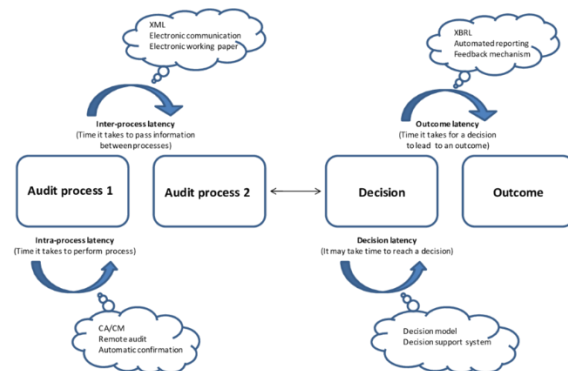 XML
Electronic communication
Electronic working paper
XBRL
Automated reporting
Feedback mechanism
Inter-process latency
(Time it takes to pass information
between processes)
Outcome latency
(Time it takes for a decision
to lead to an outcome)
Audit process 1
Audit process 2
Decision
Outcome
Intra-process latency
(Time it takes to perform process)
Decision latency
(It may take time to reach a decision)
CA/CM
Remote audit
Automatic confirmation
Decision model
Decision support system